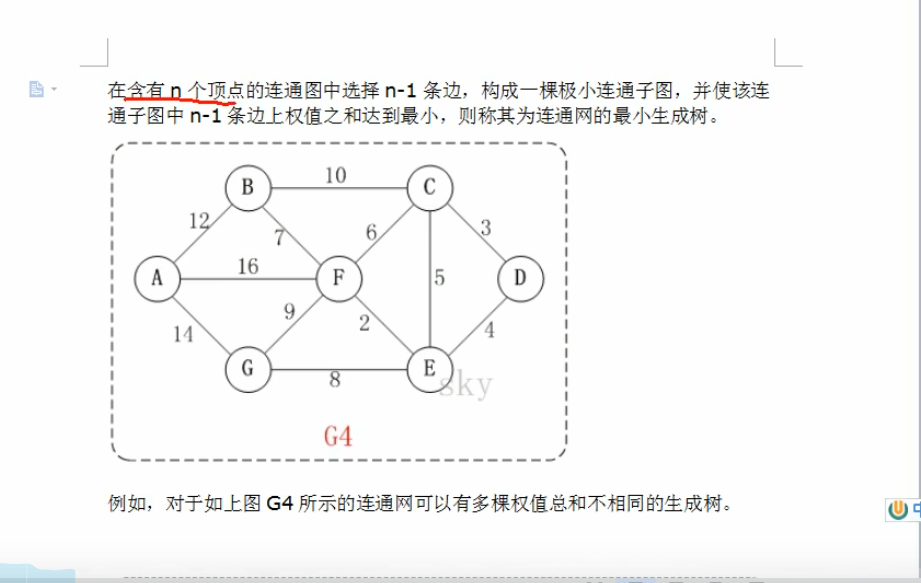 在含有 n 个顶点的连通图中选择 n-1 条边，构成一棵极小连通子图，并使该连
通子图中 n-1 条边上权值之和达到最小，则称其为连通网的最小生成树。
B 10 C
12 7 6 3
A 16 F 5 D
14 9 2 4
G 8 E
sky
G4
例如，对于如上图 G4 所示的连通网可以有多棵权值总和不相同的生成树。